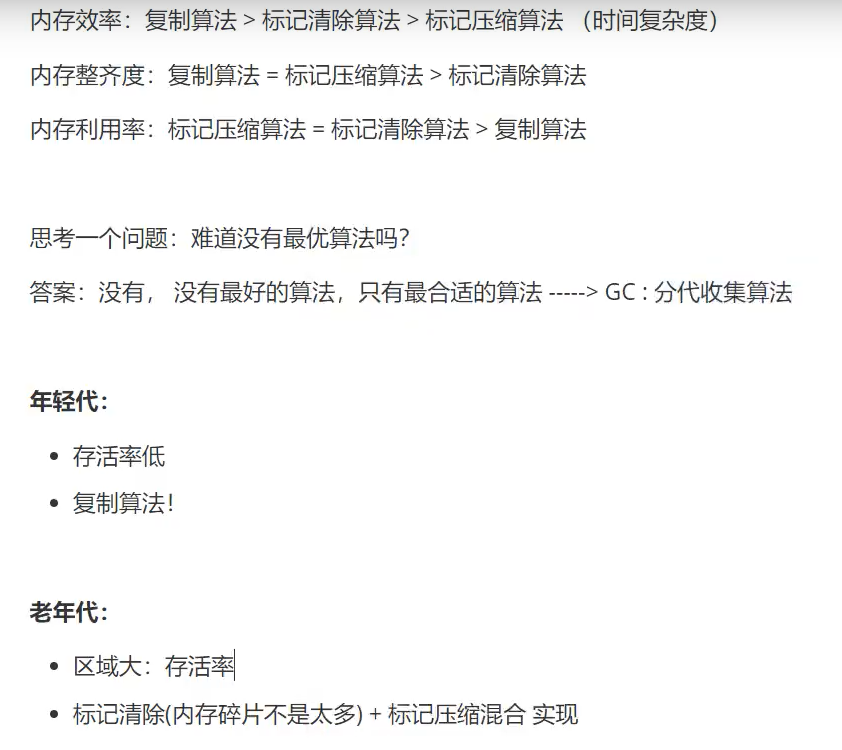 内存效率：复制算法 > 标记清除算法 > 标记压缩算法 （时间复杂度）
内存整齐度：复制算法 = 标记压缩算法 > 标记清除算法
内存利用率：标记压缩算法 = 标记清除算法 > 复制算法
思考一个问题：难道没有最优算法吗？
答案：没有， 没有最好的算法，只有最合适的算法 -----> GC : 分代收集算法
年轻代：
• 存活率低
• 复制算法！
老年代：
• 区域大：存活率
• 标记清除(内存碎片不是太多) + 标记压缩混合 实现